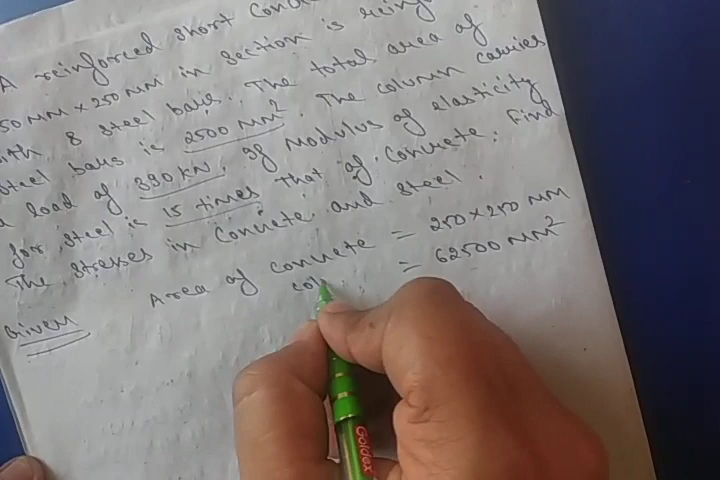 A reinforced short
50 MM × 250 MM in section is
with 8 steel bars. The total area of
steel bars is 2500 MM². The column carries
a load of 390 KN. If Modulus of elasticity
for steel is 15 times that of Concrete. Find
The stresses in Concrete and steel.
Given
Area of concrete = 250 × 250 MM
= 62500 MM²
Goldex